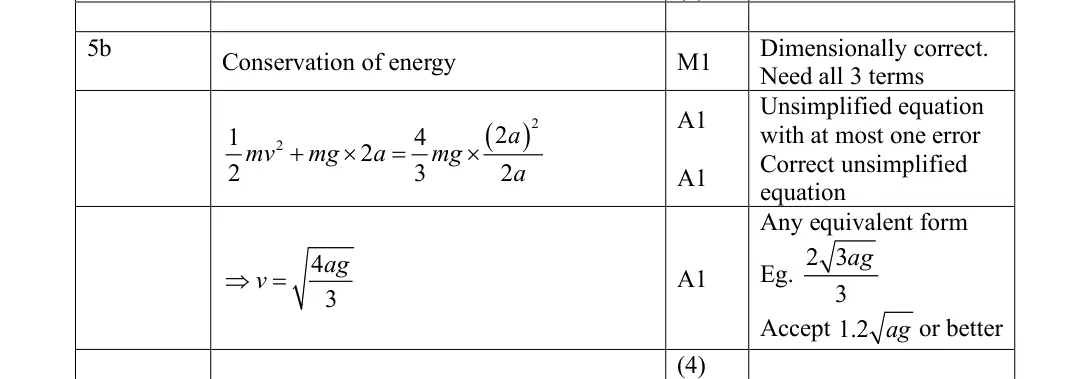 5b
Conservation of energy
M1
Dimensionally correct.
Need all 3 terms
1/2 mv² + mg × 2a = 4/3 mg × (2a)²/2a
A1
A1
Unsimplified equation
with at most one error
Correct unsimplified
equation
⇒ v = √(4ag/3)
A1
Any equivalent form
Eg. 2√3ag/3
Accept 1.2√ag or better
(4)